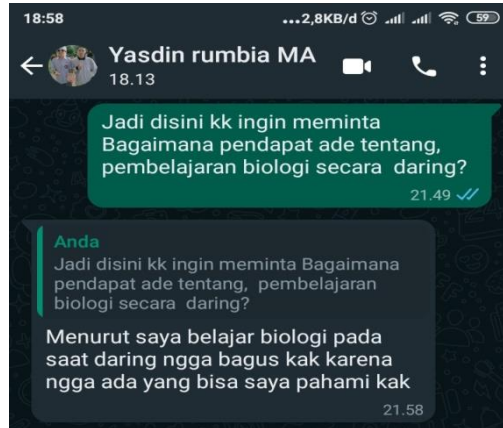 18:58
...2,8KB/d
59
Yasdin rumbia MA
18.13
Jadi disini kk ingin meminta
Bagaimana pendapat ade tentang,
pembelajaran biologi secara daring?
21.49
Anda
Jadi disini kk ingin meminta Bagaimana
pendapat ade tentang, pembelajaran
biologi secara daring?
Menurut saya belajar biologi pada
saat daring ngga bagus kak karena
ngga ada yang bisa saya pahami kak
21.58